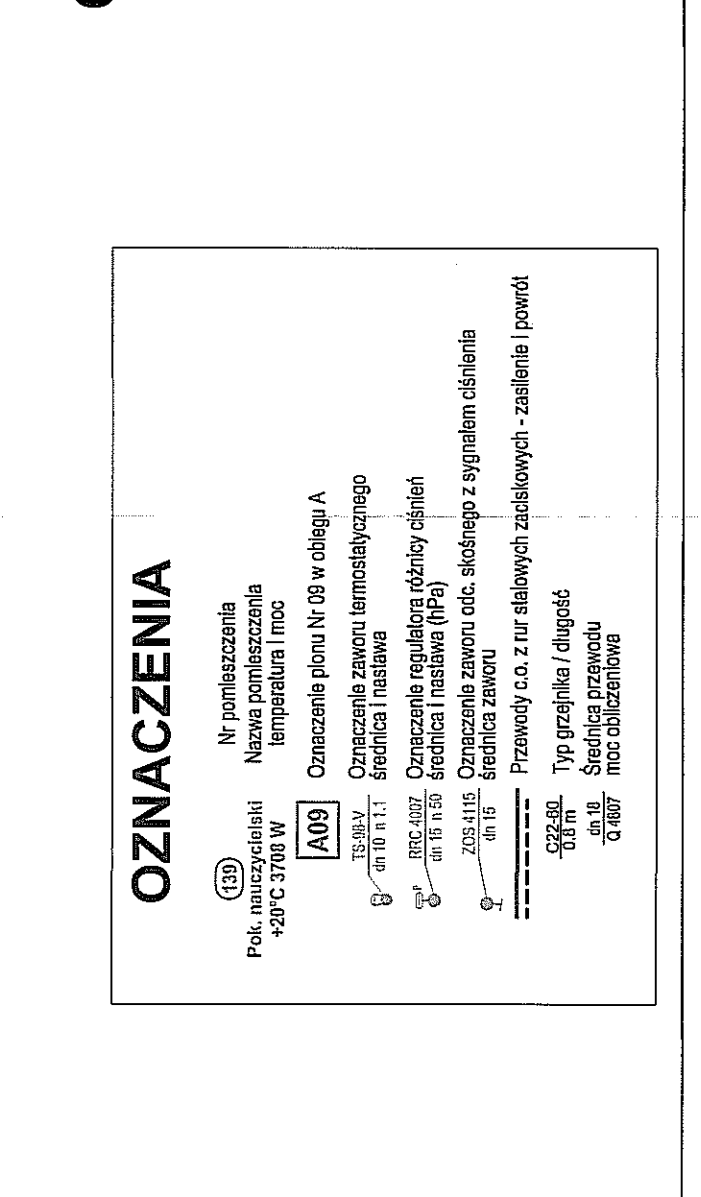 OZNACZENIA
139 Nr pomieszczenia
Pok. nauczycielski Nazwa pomieszczenia
+20°C 3708 W temperatura i moc
A09 Oznaczenie pionu Nr 09 w obiegu A
TS-98-V Oznaczenie zaworu termostatycznego
dn 10 n 1.1 średnica i nastawa
RRC 4007 Oznaczenie regulatora różnicy ciśnień
dn 15 n 50 średnica i nastawa (hPa)
ZOS 4115 Oznaczenie zaworu odc. skośnego z sygnałem ciśnienia
dn 15 średnica zaworu
Przewody c.o. z rur stalowych zaciskowych - zasilenie i powrót
C22-60
0,8 m Typ grzejnika / długość
dn 18 Średnica przewodu
Q 4607 moc obliczeniowa